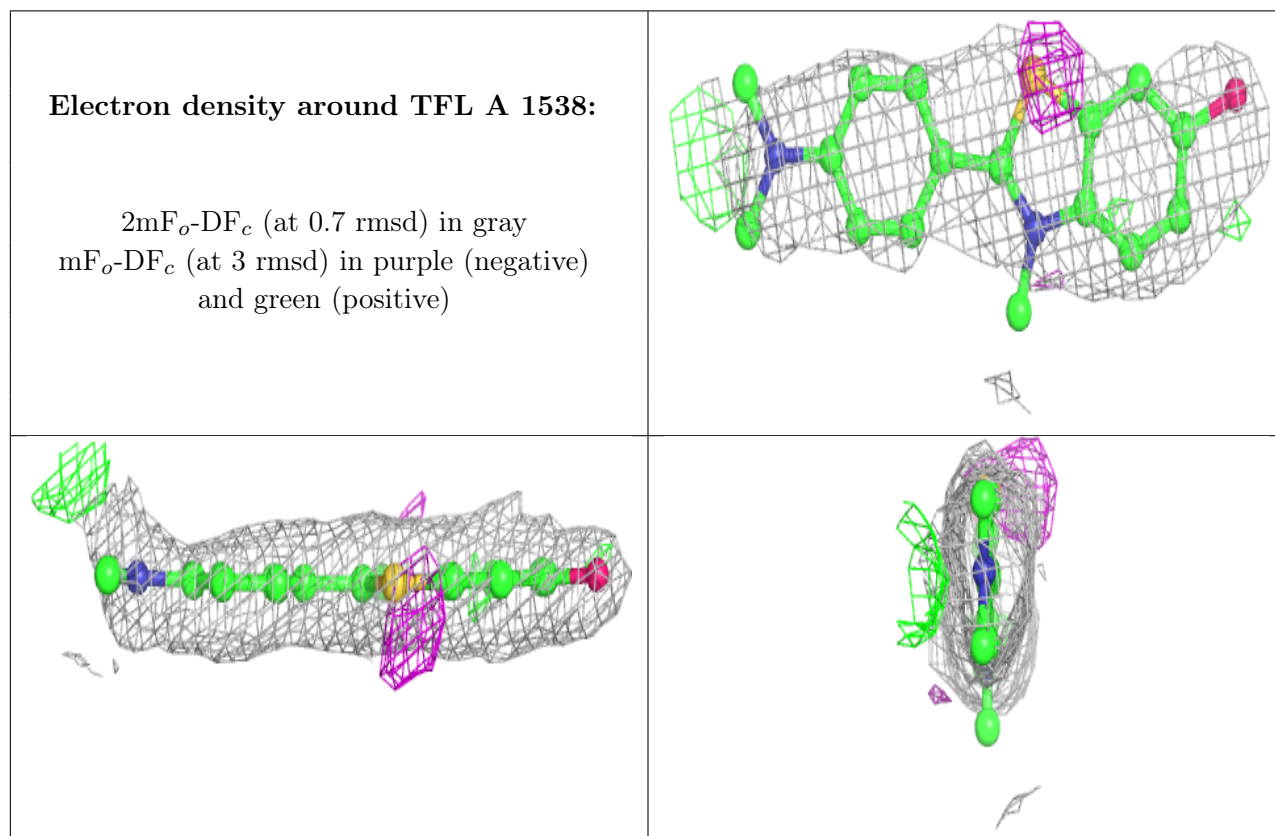 Electron density around TFL A 1538:
2mFo-DFc (at 0.7 rmsd) in gray
mFo-DFc (at 3 rmsd) in purple (negative)
and green (positive)